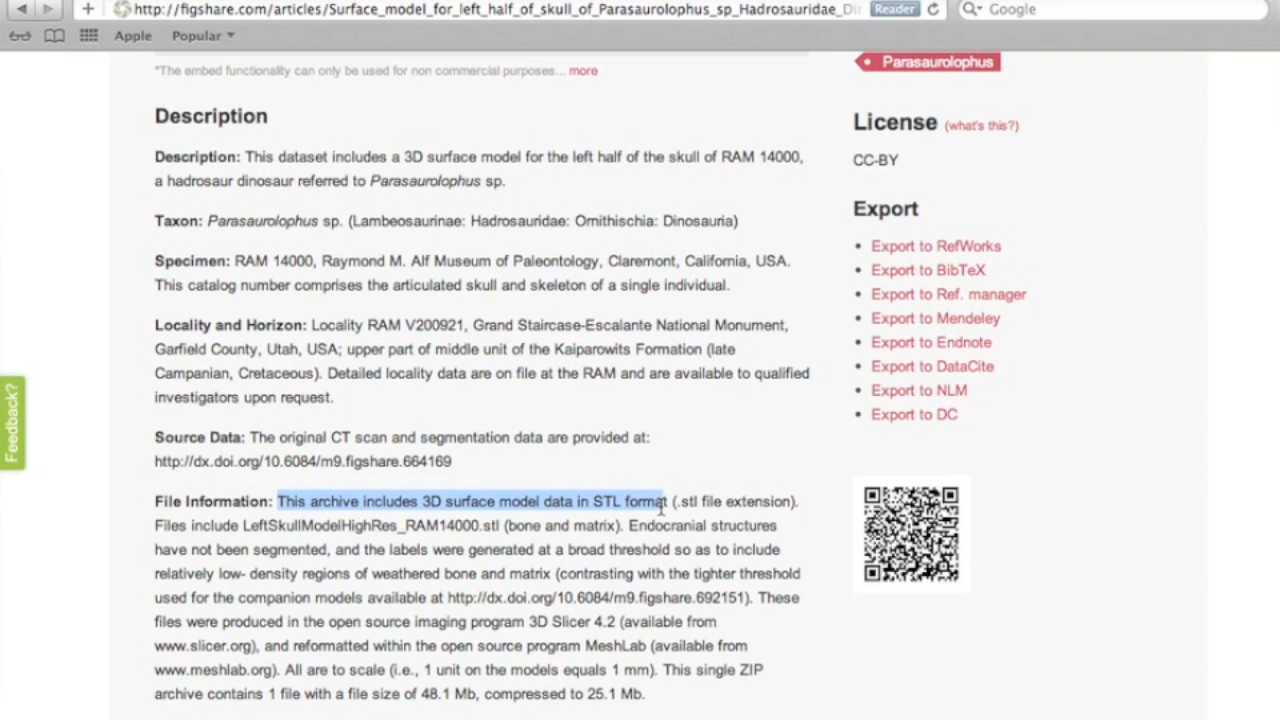 http://figshare.com/articles/Surface_model_for_left_half_of_skull_of_Parasaurolophus_sp_Hadrosauridae_Dir
Reader
Google
Apple
Popular
*The embed functionality can only be used for non commercial purposes... more
Description
Description: This dataset includes a 3D surface model for the left half of the skull of RAM 14000,
a hadrosaur dinosaur referred to Parasaurolophus sp.
Taxon: Parasaurolophus sp. (Lambeosaurinae: Hadrosauridae: Ornithischia: Dinosauria)
Specimen: RAM 14000, Raymond M. Alf Museum of Paleontology, Claremont, California, USA.
This catalog number comprises the articulated skull and skeleton of a single individual.
Locality and Horizon: Locality RAM V200921, Grand Staircase-Escalante National Monument,
Garfield County, Utah, USA; upper part of middle unit of the Kaiparowits Formation (late
Campanian, Cretaceous). Detailed locality data are on file at the RAM and are available to qualified
investigators upon request.
Source Data: The original CT scan and segmentation data are provided at:
http://dx.doi.org/10.6084/m9.figshare.664169
File Information: This archive includes 3D surface model data in STL format (.stl file extension).
Files include LeftSkullModelHighRes_RAM14000.stl (bone and matrix). Endocranial structures
have not been segmented, and the labels were generated at a broad threshold so as to include
relatively low- density regions of weathered bone and matrix (contrasting with the tighter threshold
used for the companion models available at http://dx.doi.org/10.6084/m9.figshare.692151). These
files were produced in the open source imaging program 3D Slicer 4.2 (available from
www.slicer.org), and reformatted within the open source program MeshLab (available from
www.meshlab.org). All are to scale (i.e., 1 unit on the models equals 1 mm). This single ZIP
archive contains 1 file with a file size of 48.1 Mb, compressed to 25.1 Mb.
Parasaurolophus
License (what's this?)
CC-BY
Export
Export to RefWorks
Export to BibTeX
Export to Ref. manager
Export to Mendeley
Export to Endnote
Export to DataCite
Export to NLM
Export to DC
Feedback?